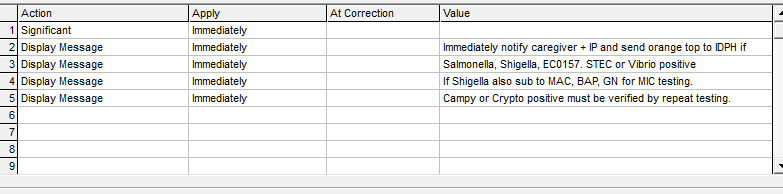 Action Apply At Correction Value
1 Significant Immediately
2 Display Message Immediately Immediately notify caregiver + IP and send orange top to IDPH if
3 Display Message Immediately Salmonella, Shigella, EC0157. STEC or Vibrio positive
4 Display Message Immediately If Shigella also sub to MAC, BAP, GN for MIC testing.
5 Display Message Immediately Campy or Crypto positive must be verified by repeat testing.
6
7
8
9